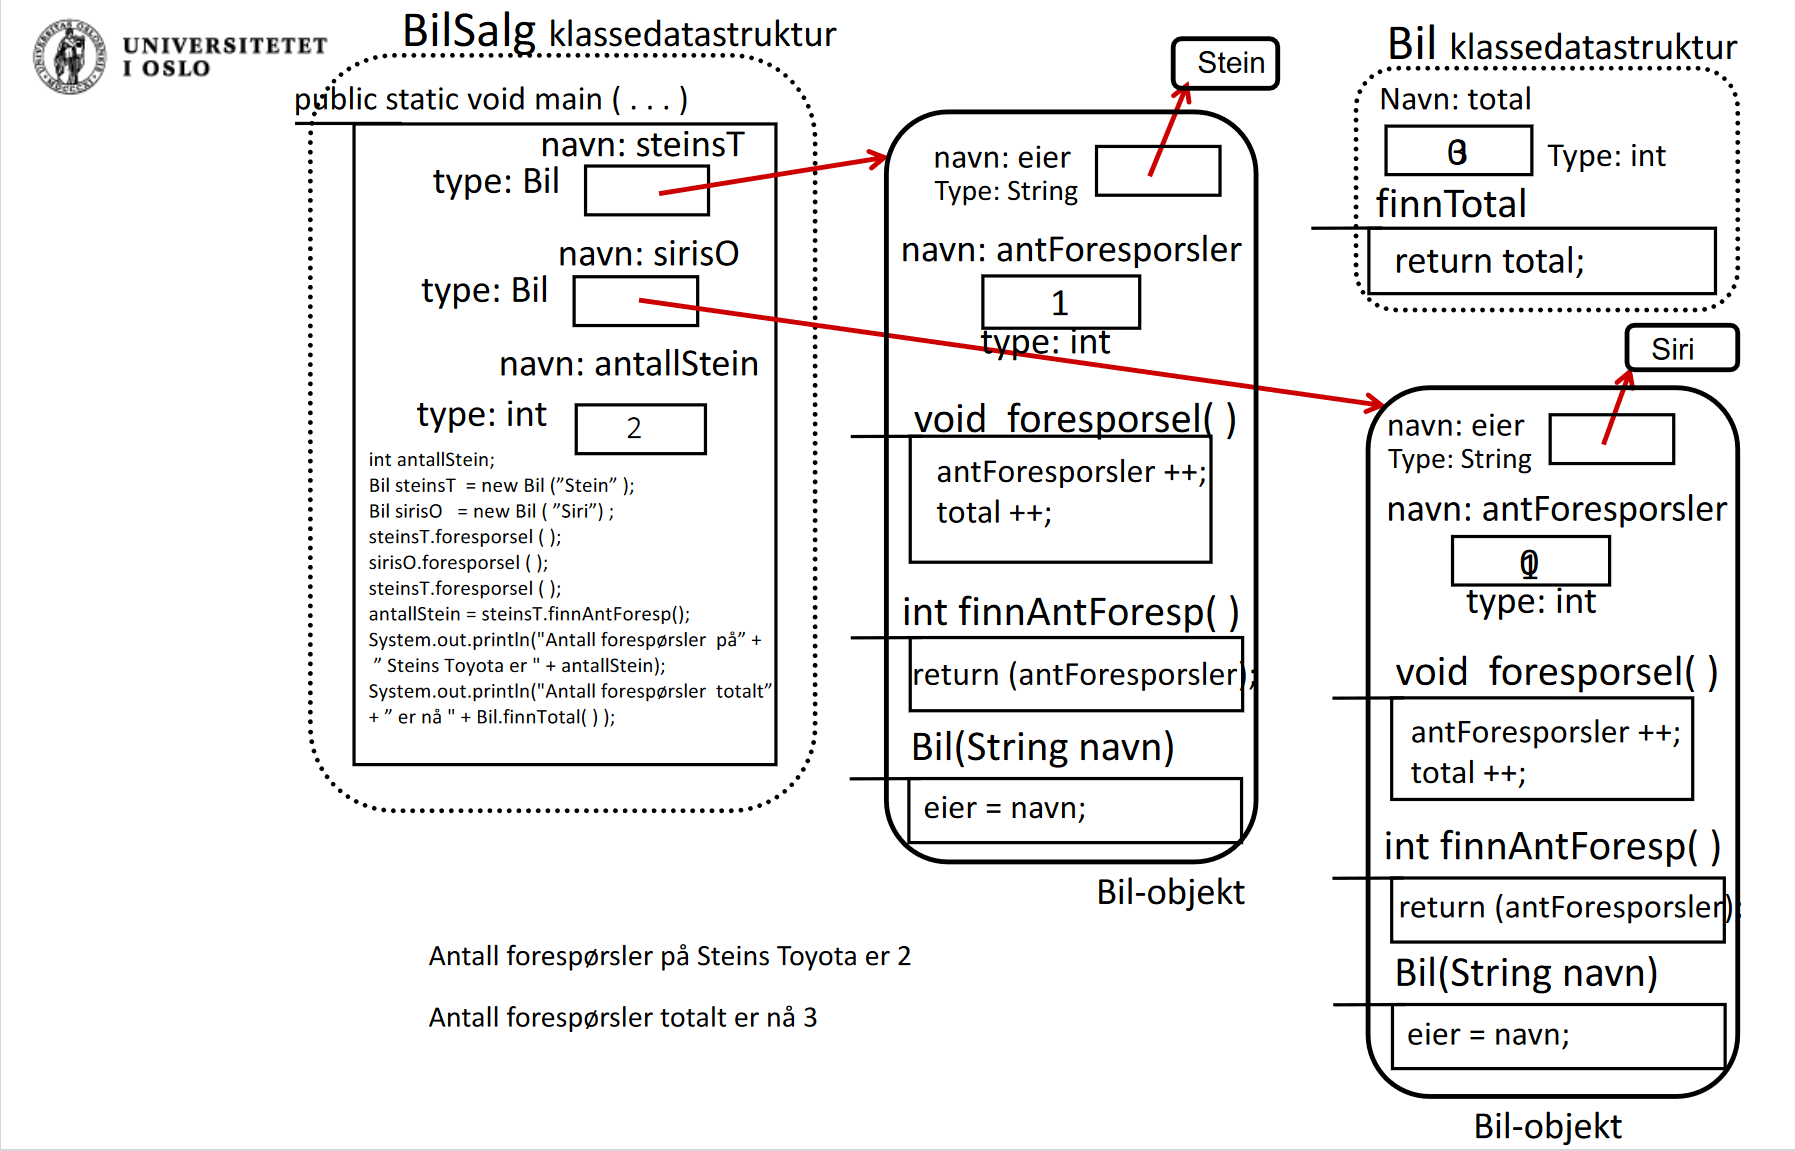 UNIVERSITETET
I OSLO
BilSalg klassedatastruktur
public static void main ( . . . )
navn: steinsT
type: Bil
navn: sirisO
type: Bil
navn: antallStein
type: int
2
int antallStein;
Bil steinsT = new Bil (”Stein” );
Bil sirisO = new Bil ( ”Siri”) ;
steinsT.foresporsel ( );
sirisO.foresporsel ( );
steinsT.foresporsel ( );
antallStein = steinsT.finnAntForesp();
System.out.println("Antall forespørsler på” +
” Steins Toyota er " + antallStein);
System.out.println("Antall forespørsler totalt”
+ ” er nå " + Bil.finnTotal( ) );
Stein
navn: eier
Type: String
navn: antForesporsler
1
type: int
void foresporsel( )
antForesporsler ++;
total ++;
int finnAntForesp( )
return (antForesporsler);
Bil(String navn)
eier = navn;
Bil-objekt
Bil klassedatastruktur
Navn: total
Type: int
finnTotal
return total;
Siri
navn: eier
Type: String
navn: antForesporsler
type: int
void foresporsel( )
antForesporsler ++;
total ++;
int finnAntForesp( )
return (antForesporsler);
Bil(String navn)
eier = navn;
Bil-objekt
Antall forespørsler på Steins Toyota er 2
Antall forespørsler totalt er nå 3